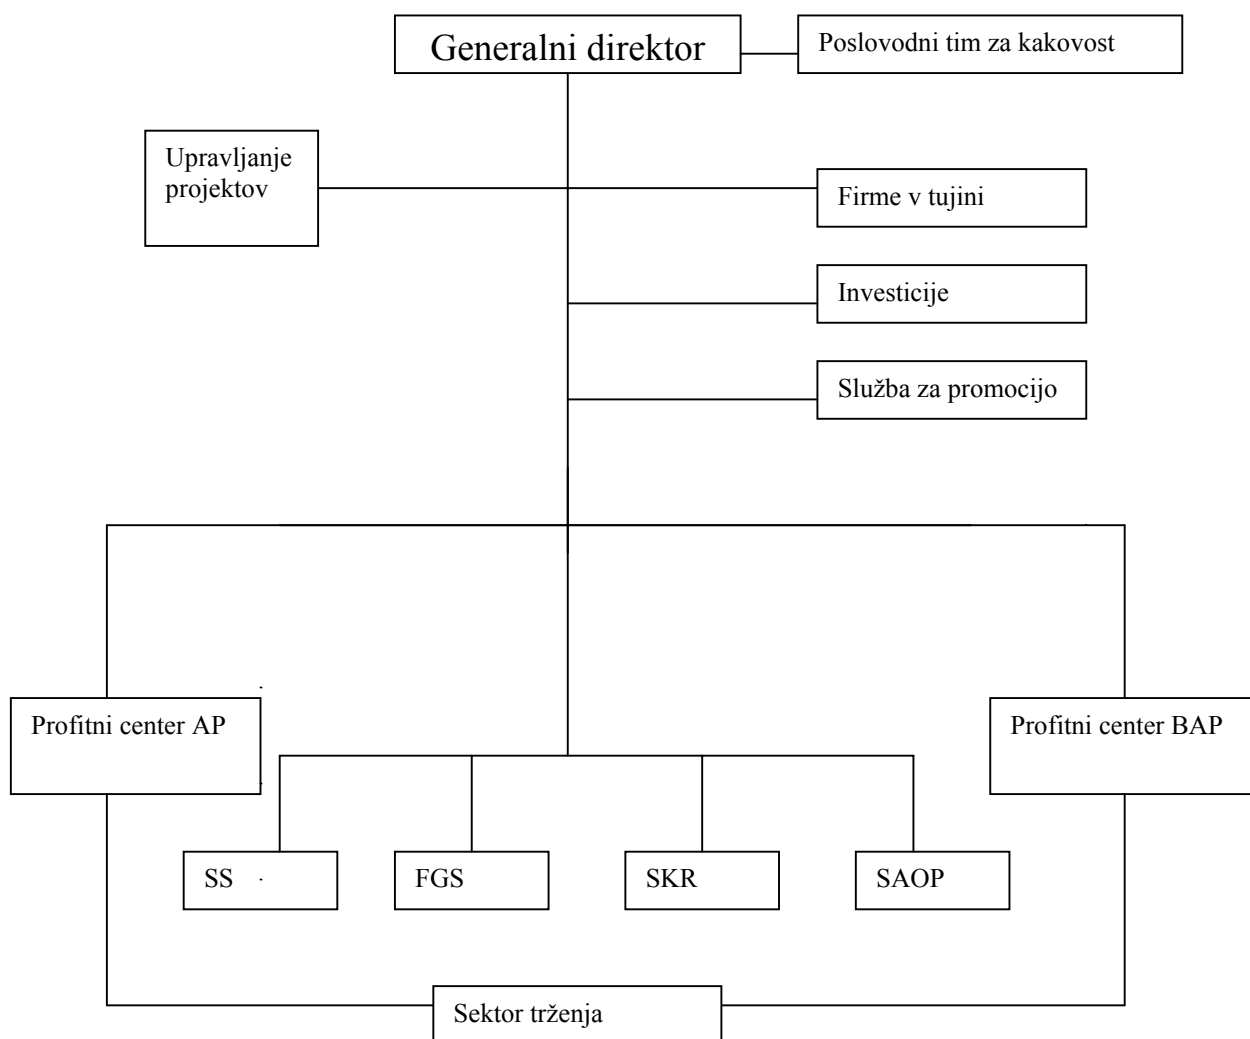 Generalni direktor
Poslovodni tim za kakovost
Upravljanje
projektov
Firme v tujini
Investicije
Služba za promocijo
Profitni center AP
Profitni center BAP
SS
FGS
SKR
SAOP
Sektor trženja